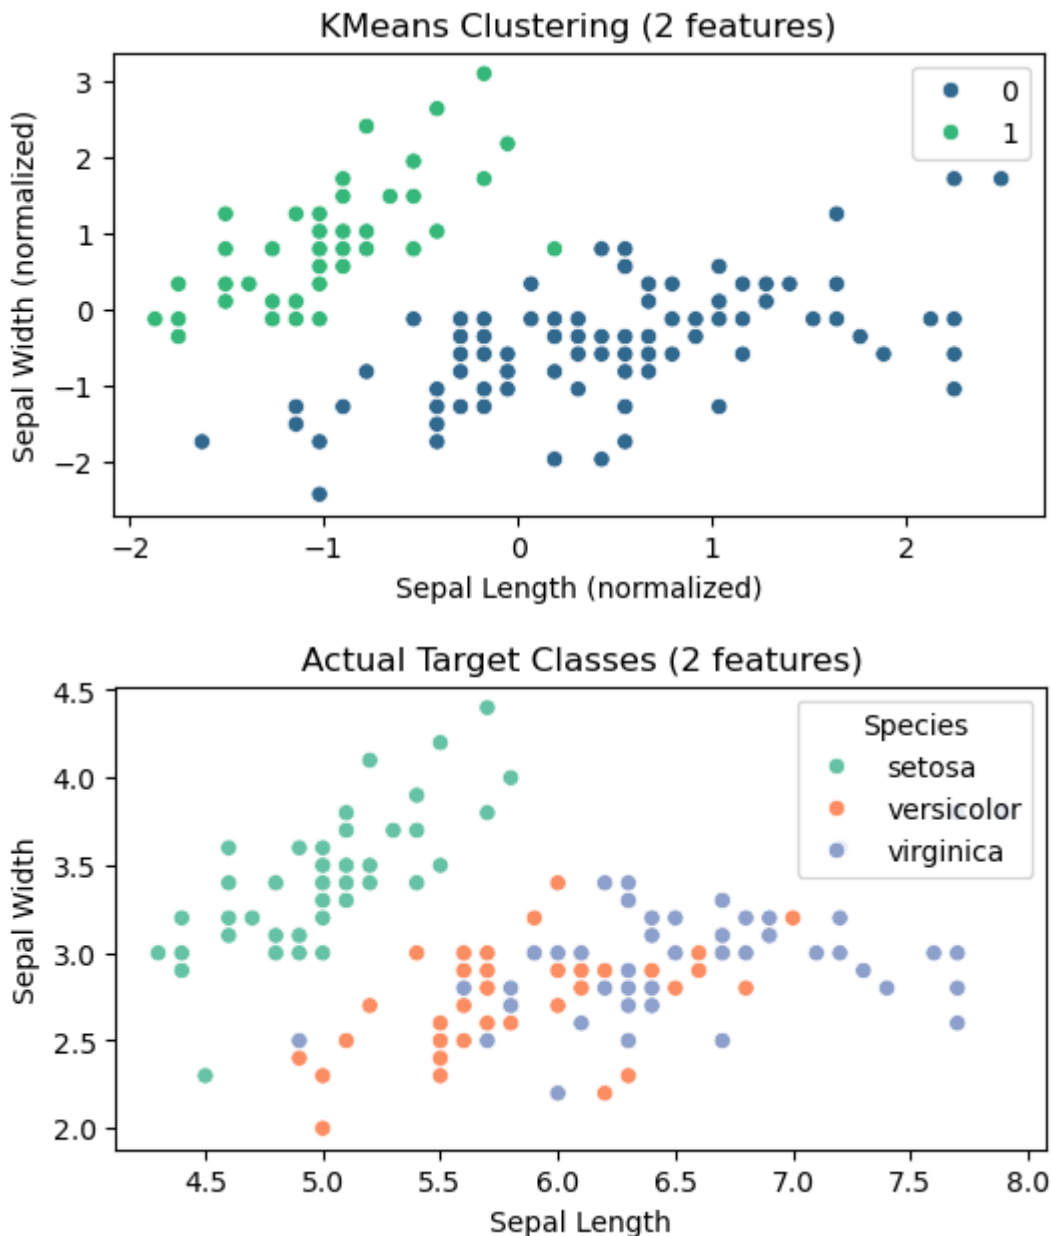 KMeans Clustering (2 features)
0
1
3
2
1
0
−1
−2
Sepal Width (normalized)
−2
−1
0
1
2
Sepal Length (normalized)
Actual Target Classes (2 features)
Species
setosa
versicolor
virginica
4.5
4.0
3.5
3.0
2.5
2.0
Sepal Width
4.5
5.0
5.5
6.0
6.5
7.0
7.5
8.0
Sepal Length